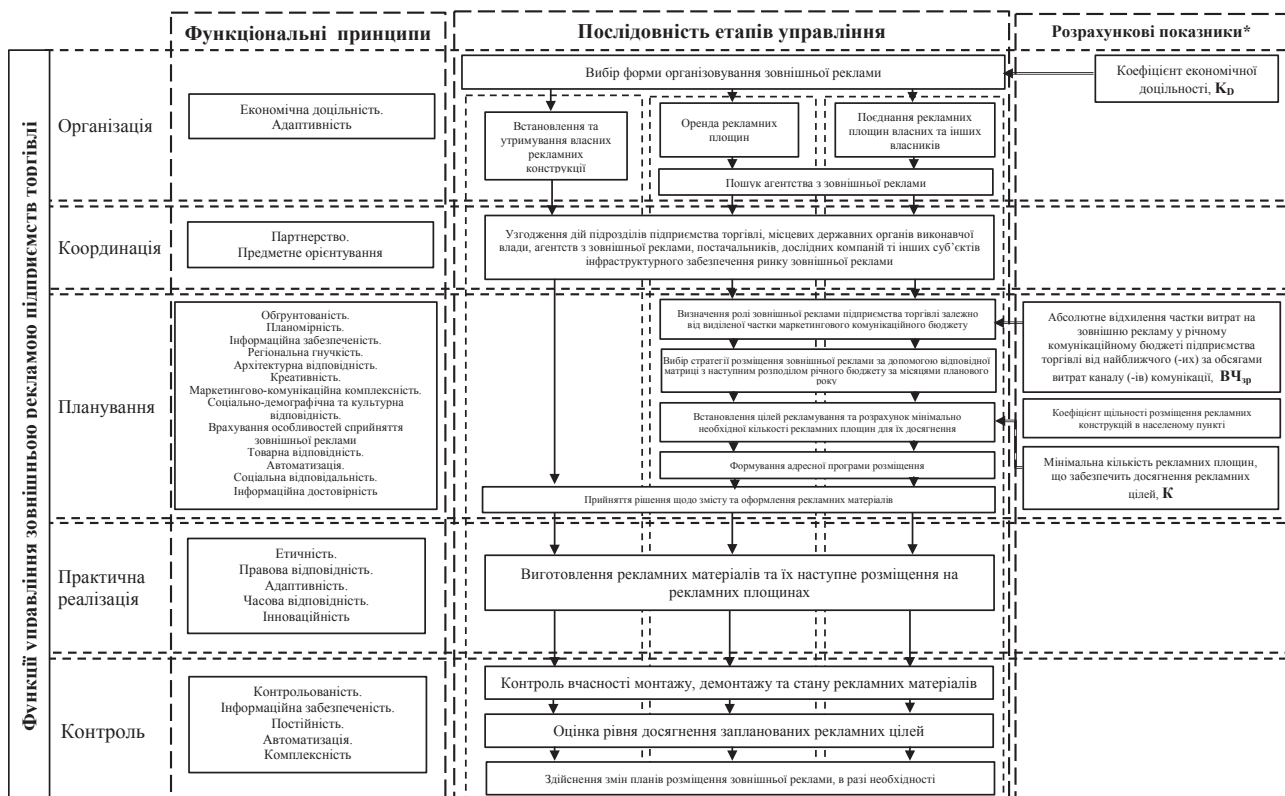 Функціональні принципи
Послідовність етапів управління
Розрахункові показники*
Функції управління зовнішньою рекламою підприємств торгівлі
Організація
Економічна доцільність.
Адаптивність
Вибір форми організовування зовнішньої реклами
Коефіцієнт економічної
доцільності, K_D
Встановлення та
утримування власних
рекламних
конструкції
Оренда рекламних
площин
Поєднання рекламних
площин власних та інших
власників
Пошук агентства з зовнішньої реклами
Координація
Партнерство.
Предметне орієнтування
Узгодження дій підрозділів підприємства торгівлі, місцевих державних органів виконавчої
влади, агентств з зовнішньої реклами, постачальників, дослідних компаній ті інших суб’єктів
інфраструктурного забезпечення ринку зовнішньої реклами
Планування
Обґрунтованість.
Планомірність.
Інформаційна забезпеченість.
Регіональна гнучкість.
Архітектурна відповідність.
Креативність.
Маркетингово-комунікаційна комплексність.
Соціально-демографічна та культурна
відповідність.
Врахування особливостей сприйняття
зовнішньої реклами
Товарна відповідність.
Автоматизація.
Соціальна відповідальність.
Інформаційна достовірність
Визначення ролі зовнішньої реклами підприємства торгівлі залежно
від виділеної частки маркетингового комунікаційного бюджету
Вибір стратегії розміщення зовнішньої реклами за допомогою відповідної
матриці з наступним розподілом річного бюджету за місяцями планового
року
Встановлення цілей рекламування та розрахунок мінімально
необхідної кількості рекламних площин для їх досягнення
Формування адресної програми розміщення
Прийняття рішення щодо змісту та оформлення рекламних матеріалів
Абсолютне відхилення частки витрат на
зовнішню рекламу у річному
комунікаційному бюджеті підприємства
торгівлі від найближчого (-их) за обсягами
витрат каналу (-ів) комунікації, ВЧзр
Коефіцієнт щільності розміщення рекламних
конструкцій в населеному пункті
Мінімальна кількість рекламних площин,
що забезпечить досягнення рекламних
цілей, К
Практична
реалізація
Етичність.
Правова відповідність.
Адаптивність.
Часова відповідність.
Інноваційність
Виготовлення рекламних матеріалів та їх наступне розміщення на
рекламних площинах
Контроль
Контрольованість.
Інформаційна забезпеченість.
Постійність.
Автоматизація.
Комплексність
Контроль вчасності монтажу, демонтажу та стану рекламних матеріалів
Оцінка рівня досягнення запланованих рекламних цілей
Здійснення змін планів розміщення зовнішньої реклами, в разі необхідності